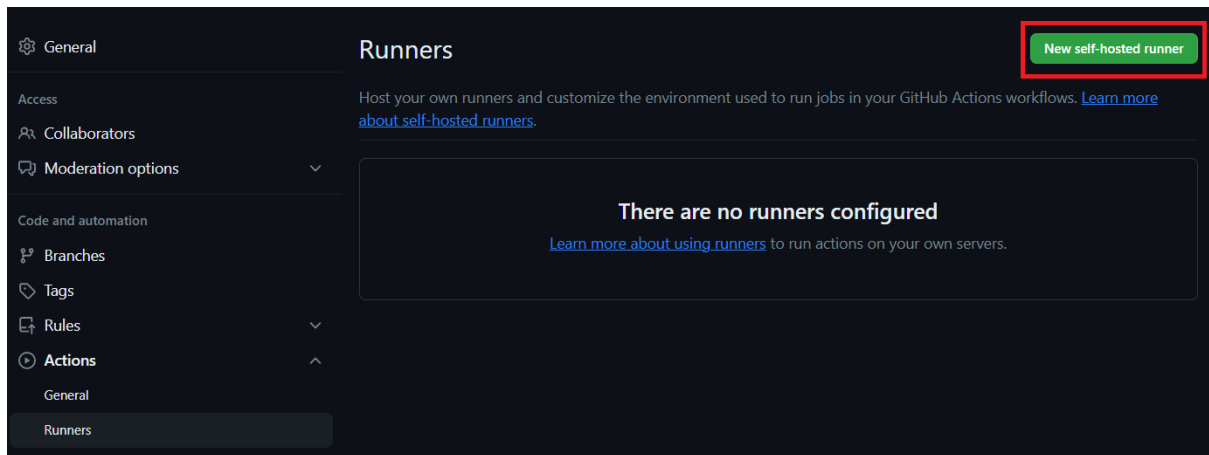 General
Access
Collaborators
Moderation options
Code and automation
Branches
Tags
Rules
Actions
General
Runners
Runners
New self-hosted runner
Host your own runners and customize the environment used to run jobs in your GitHub Actions workflows. Learn more
about self-hosted runners.
There are no runners configured
Learn more about using runners to run actions on your own servers.